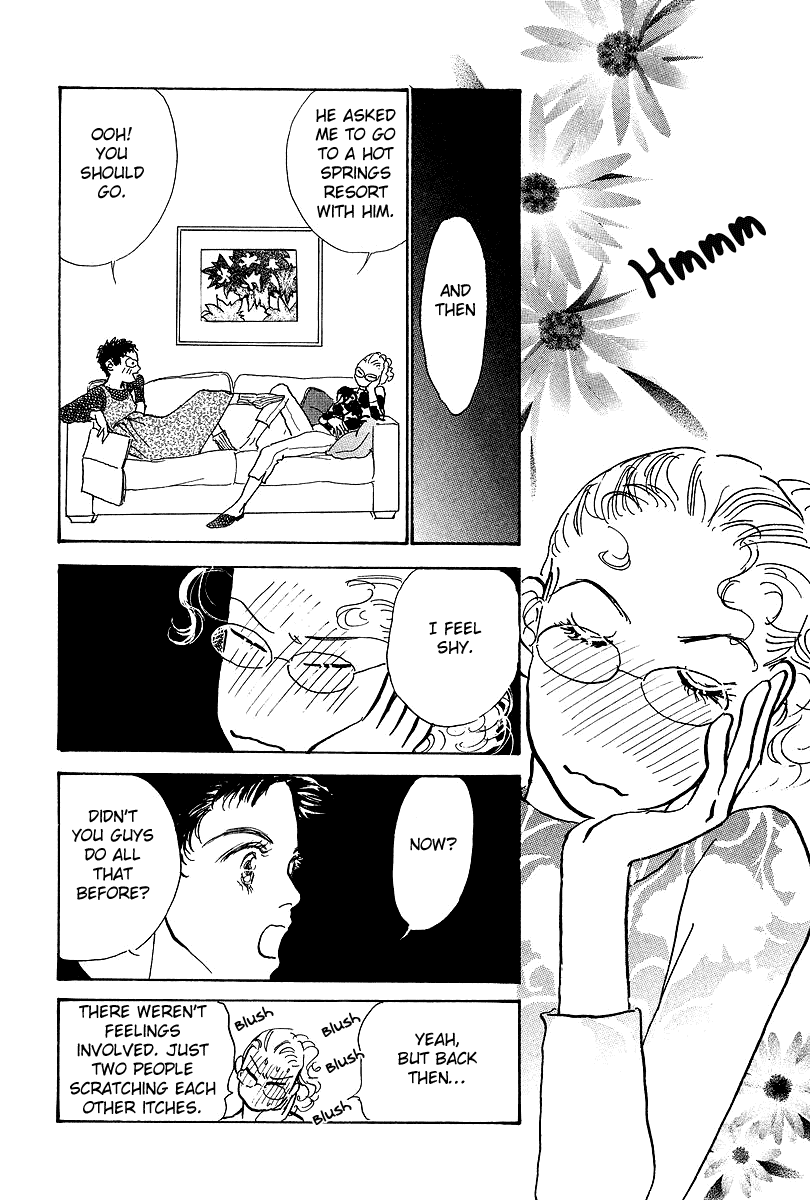 Hmmm
AND
THEN
HE ASKED
ME TO GO
TO A HOT
SPRINGS
RESORT
WITH HIM.
OOH!
YOU
SHOULD
GO.
I FEEL
SHY.
NOW?
DIDN'T
YOU GUYS
DO ALL
THAT
BEFORE?
YEAH,
BUT BACK
THEN...
Blush
Blush
Blush
Blush
THERE WEREN'T
FEELINGS
INVOLVED. JUST
TWO PEOPLE
SCRATCHING EACH
OTHER ITCHES.